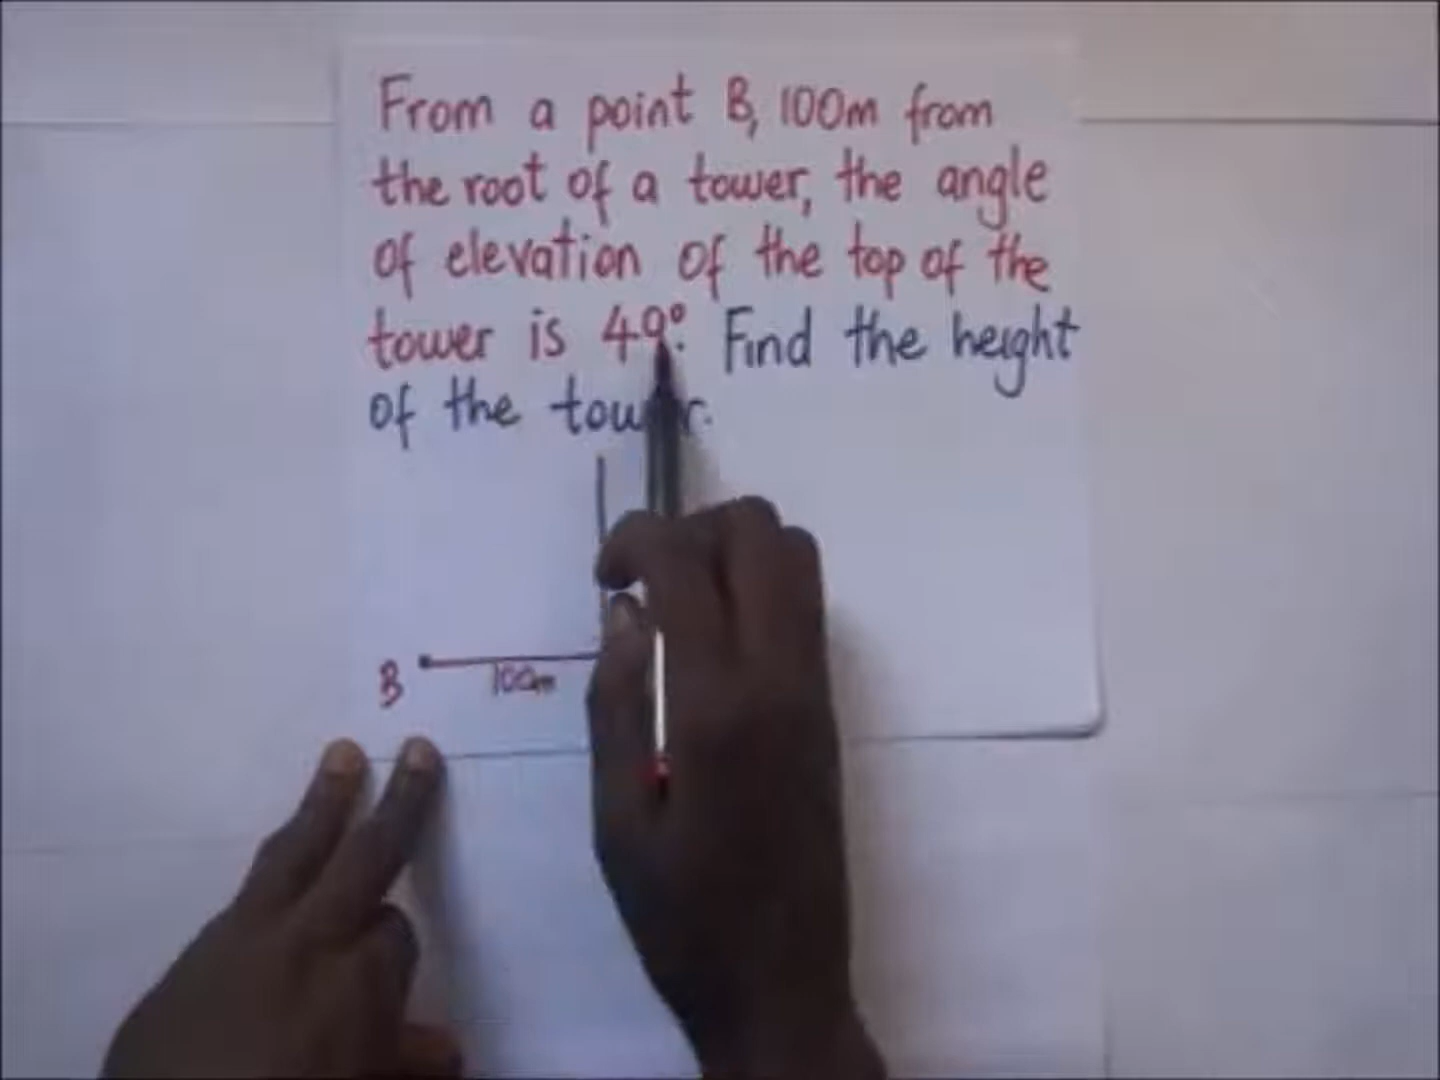 From a point B, 100m from
the root of a tower, the angle
of elevation of the top of the
tower is 49°. Find the height
of the tower.
B
100m